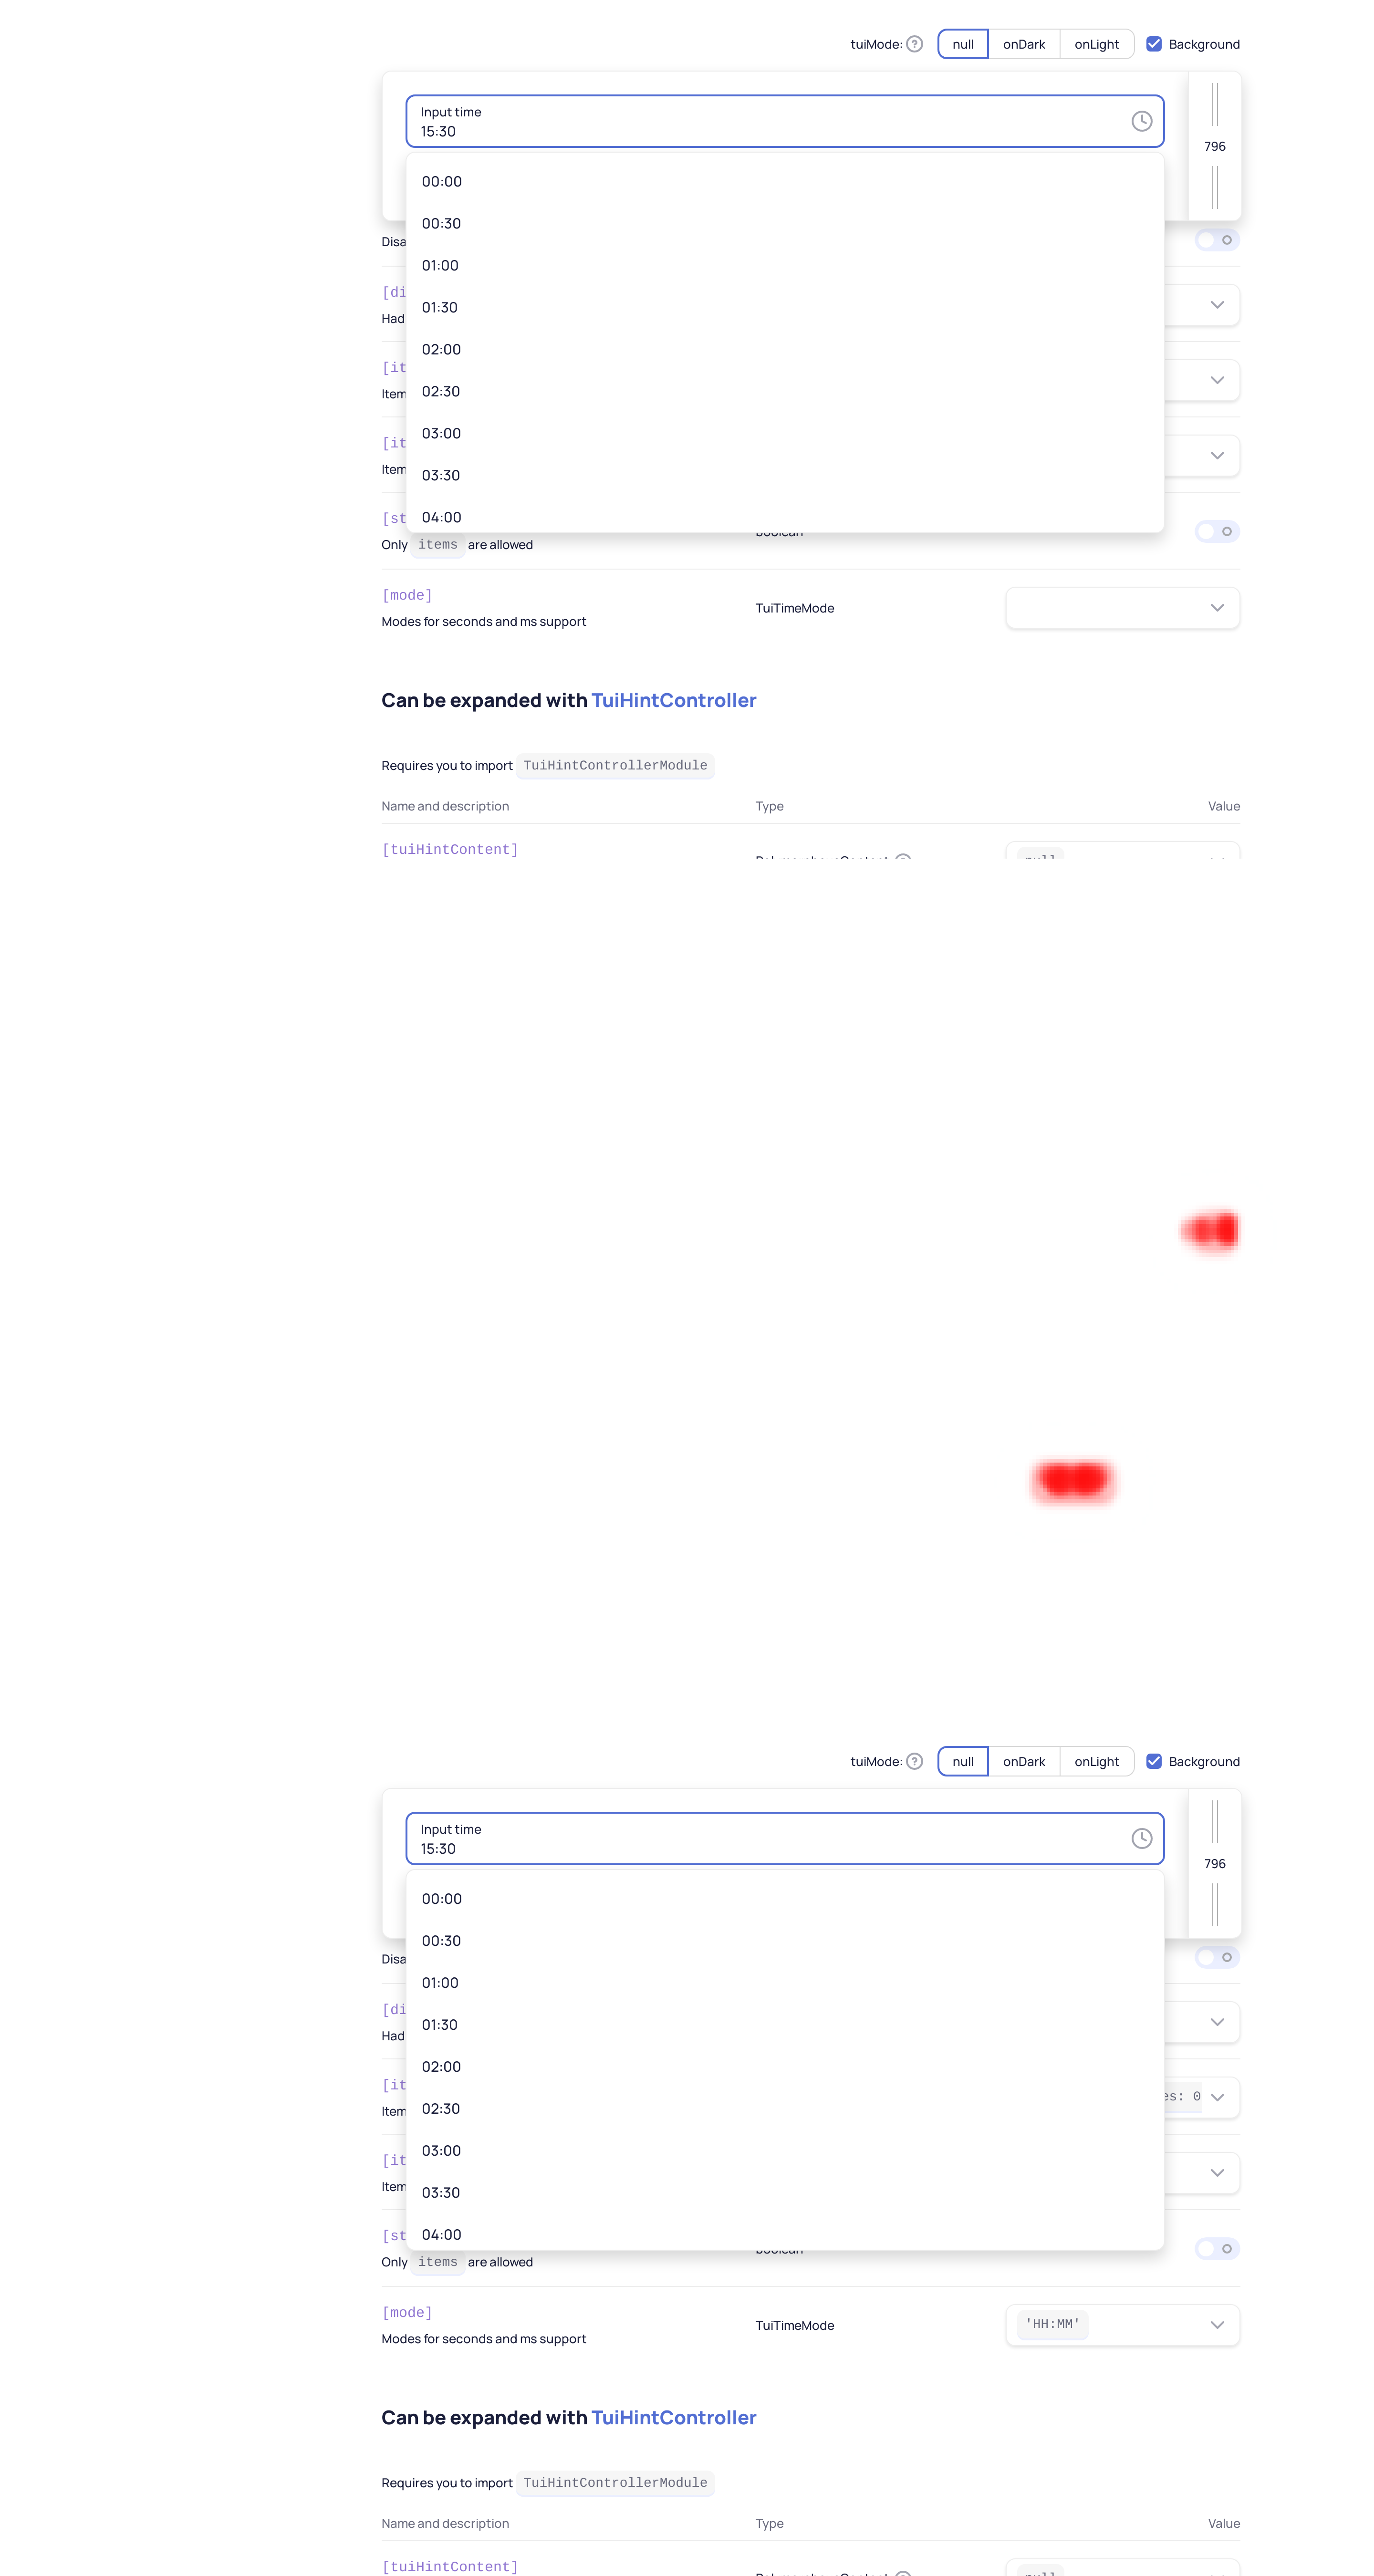 tuiMode: null onDark onLight Background
Input time
15:30
796
00:00
00:30
Disa
01:00
[di
01:30
Had
02:00
[it
02:30
Item
03:00
[it
03:30
Item
04:00
[st
boolean
Only items are allowed
[mode]
TuiTimeMode
Modes for seconds and ms support
Can be expanded with TuiHintController
Requires you to import TuiHintControllerModule
Name and description Type Value
[tuiHintContent]
null
tuiMode: null onDark onLight Background
Input time
15:30
796
00:00
00:30
Disa
01:00
[di
01:30
Had
02:00
[it
es: 0
02:30
Item
03:00
[it
03:30
Item
04:00
[st
boolean
Only items are allowed
[mode]
TuiTimeMode 'HH:MM'
Modes for seconds and ms support
Can be expanded with TuiHintController
Requires you to import TuiHintControllerModule
Name and description Type Value
[tuiHintContent]
null